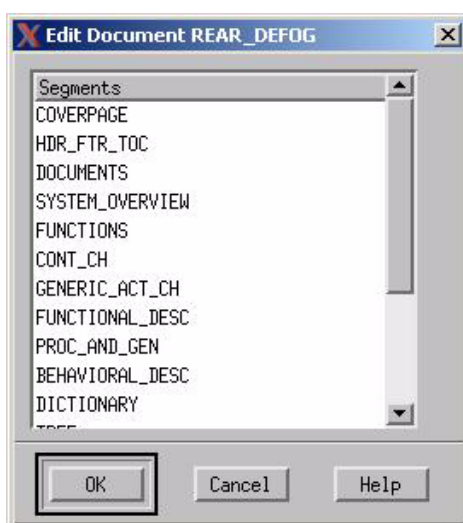 X Edit Document REAR_DEFOG
Segments
COVERPAGE
HDR_FTR_TOC
DOCUMENTS
SYSTEM_OVERVIEW
FUNCTIONS
CONT_CH
GENERIC_ACT_CH
FUNCTIONAL_DESC
PROC_AND_GEN
BEHAVIORAL_DESC
DICTIONARY
OK Cancel Help